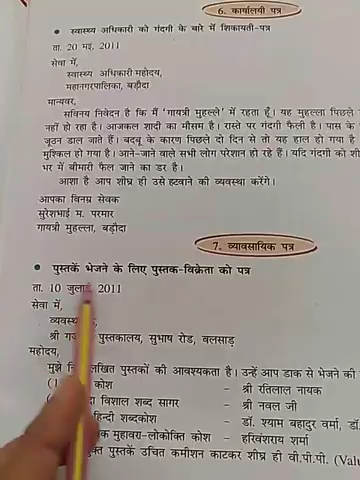 6. कार्यालयी पत्र
• स्वास्थ्य अधिकारी को गंदगी के बारे में शिकायती-पत्र
ता. 20 मई, 2011
सेवा में,
स्वास्थ्य अधिकारी महोदय,
महानगरपालिका, बड़ौदा
मान्यवर,
सविनय निवेदन है कि मैं 'गायत्री मुहल्ले' में रहता हूँ। यह मुहल्ला पिछले
नहीं हो रहा है। आजकल शादी का मौसम है। रास्ते पर गंदगी फैली है। पास के
जूठन डाल जाते हैं। बदबू के कारण पिछले दो दिन से तो यह हाल हो गया है
मुश्किल हो गया है। आने-जाने वाले सभी लोग परेशान हो रहे हैं। यदि गंदगी को शी
भर में बीमारी फैल जाने का डर है।
आशा है आप शीघ्र ही उसे हटवाने की व्यवस्था करेंगे।
आपका विनम्र सेवक
सुरेशभाई म. परमार
गायत्री मुहल्ला, बड़ौदा
7. व्यावसायिक पत्र
• पुस्तकें भेजने के लिए पुस्तक-विक्रेता को पत्र
ता. 10 जुलाई, 2011
सेवा में,
श्री पुस्तकालय, सुभाष रोड, वलसाड़
महोदय,
मुझे पुस्तकों की आवश्यकता है। उन्हें आप डाक से भेजने की
(1 कोश – श्री रतिलाल नायक
विशाल शब्द सागर – श्री नवल जी
हिन्दी शब्दकोश – डॉ. श्याम बहादुर वर्मा, डॉ.
मुहावरा-लोकोक्ति कोश – हरिवंशराय शर्मा
पुस्तकें उचित कमीशन काटकर शीघ्र ही वी.पी.पी. (Valu